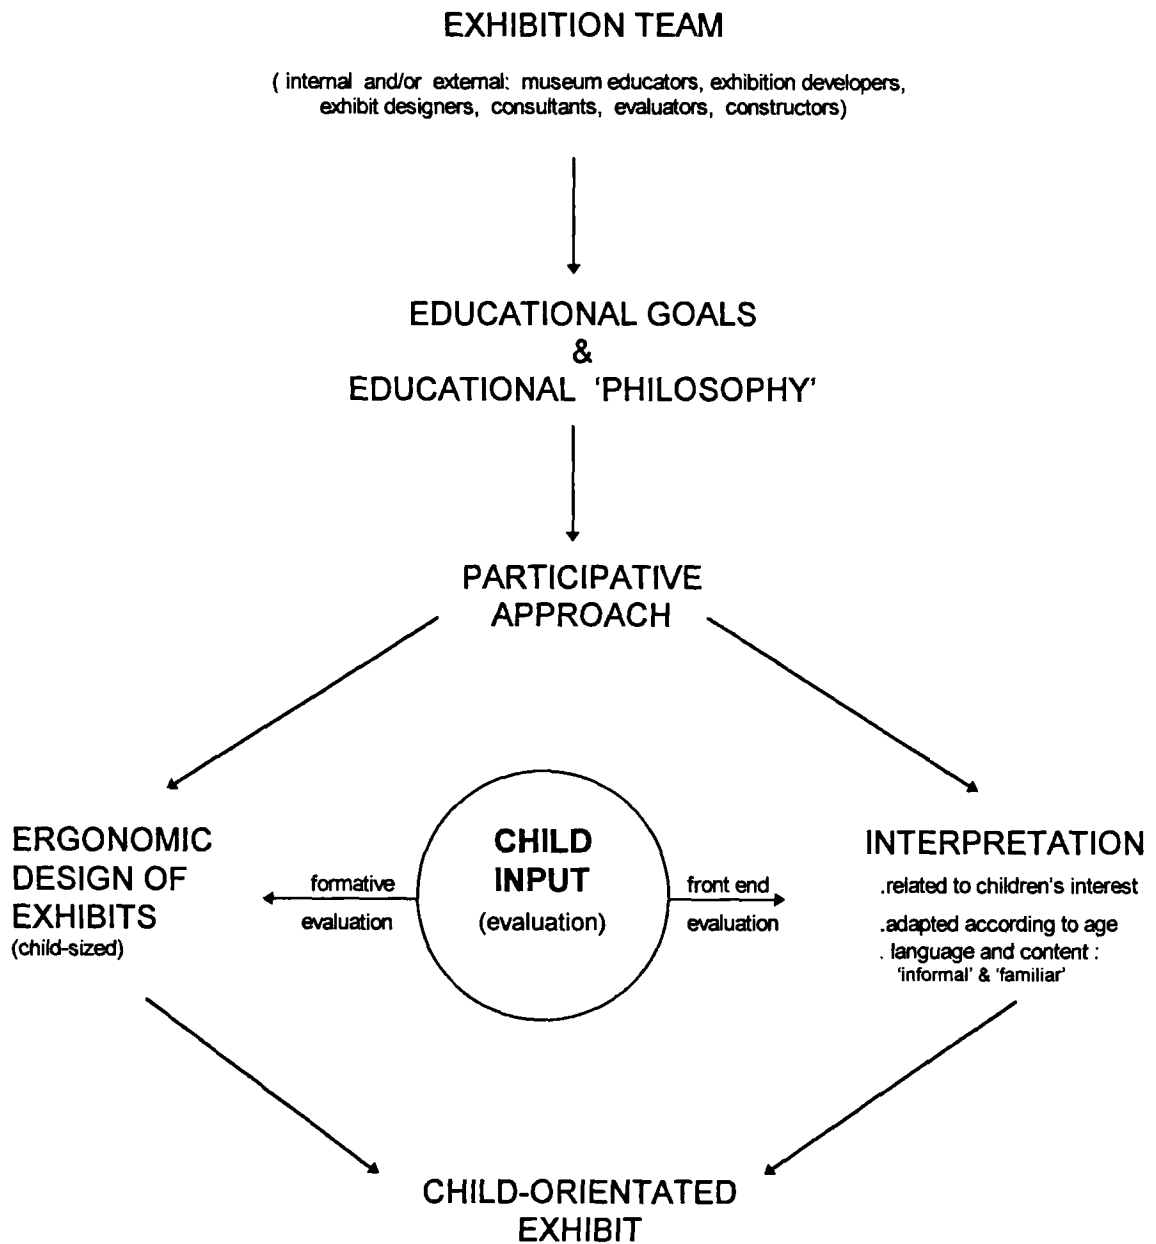 EXHIBITION TEAM
( internal and/or external: museum educators, exhibition developers,
exhibit designers, consultants, evaluators, constructors)
EDUCATIONAL GOALS
&
EDUCATIONAL ‘PHILOSOPHY’
PARTICIPATIVE
APPROACH
ERGONOMIC
DESIGN OF
EXHIBITS
(child-sized)
formative
evaluation
CHILD
INPUT
(evaluation)
front end
evaluation
INTERPRETATION
.related to children's interest
.adapted according to age
. language and content :
‘informal’ & ‘familiar’
CHILD-ORIENTATED
EXHIBIT